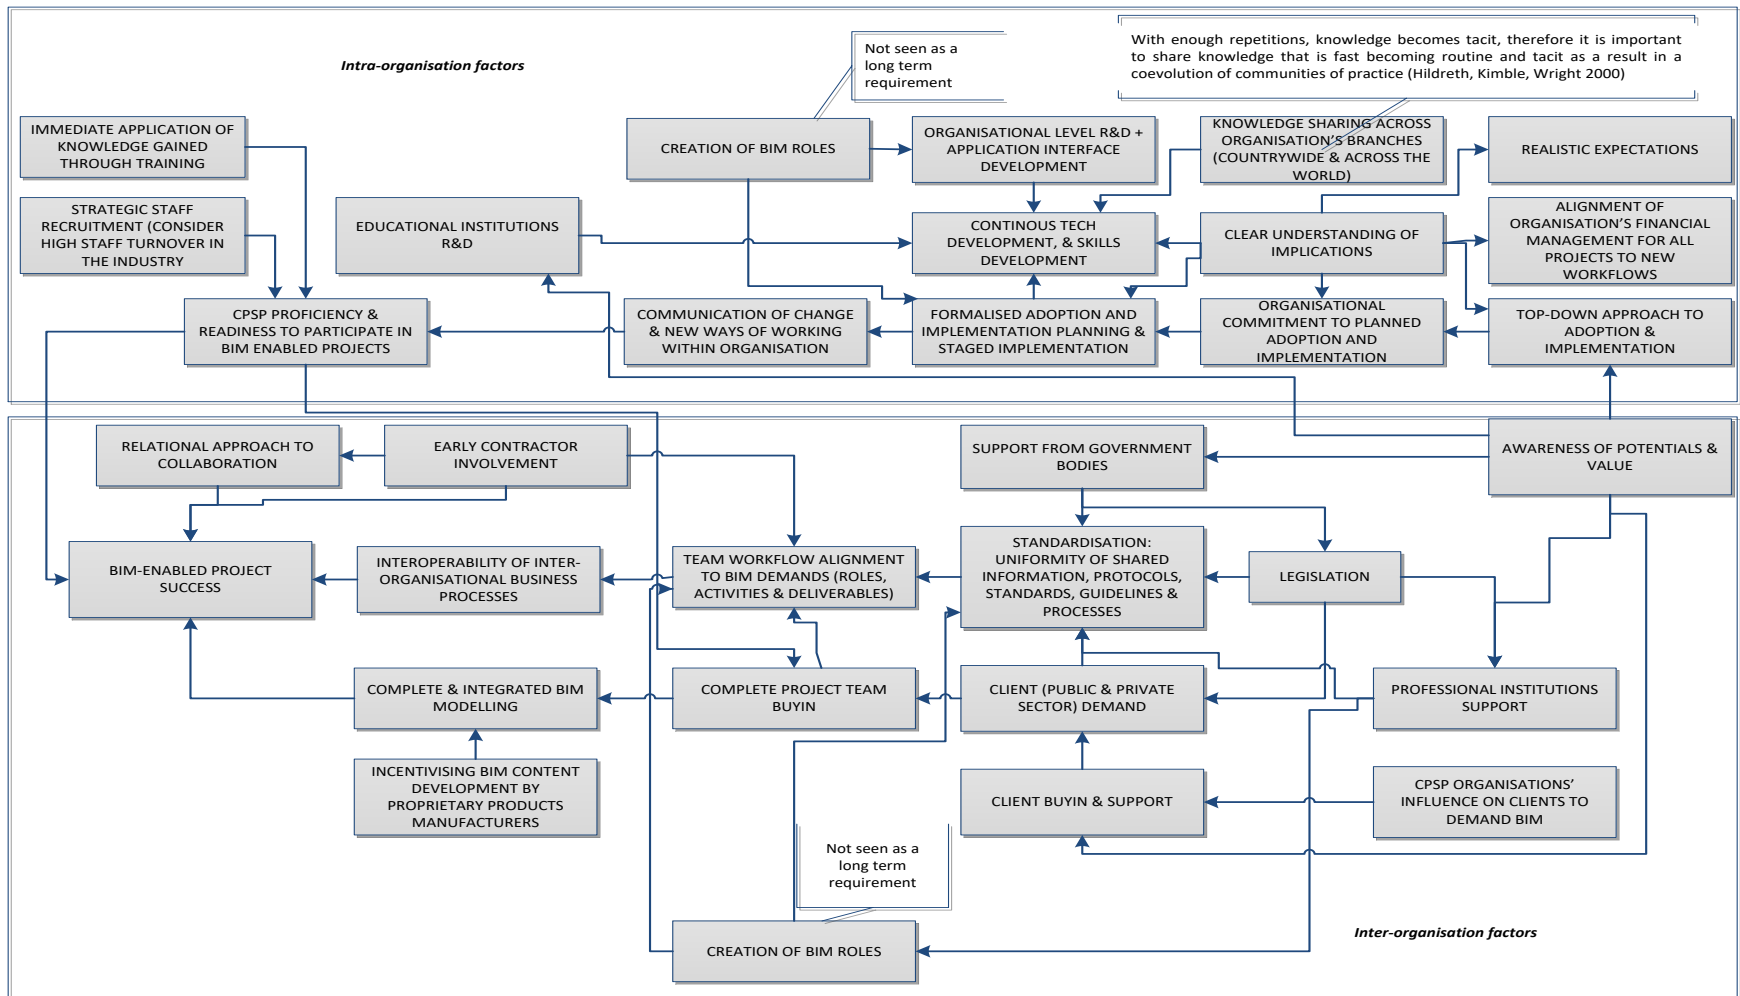 Intra-organisation factors
Not seen as a
long term
requirement
With enough repetitions, knowledge becomes tacit, therefore it is important
to share knowledge that is fast becoming routine and tacit as a result in a
coevolution of communities of practice (Hildreth, Kimble, Wright 2000)
IMMEDIATE APPLICATION OF
KNOWLEDGE GAINED
THROUGH TRAINING
CREATION OF BIM ROLES
ORGANISATIONAL LEVEL R&D +
APPLICATION INTERFACE
DEVELOPMENT
KNOWLEDGE SHARING ACROSS
ORGANISATION'S BRANCHES
(COUNTRYWIDE & ACROSS THE
WORLD)
REALISTIC EXPECTATIONS
STRATEGIC STAFF
RECRUITMENT (CONSIDER
HIGH STAFF TURNOVER IN
THE INDUSTRY
EDUCATIONAL INSTITUTIONS
R&D
CONTINOUS TECH
DEVELOPMENT, & SKILLS
DEVELOPMENT
CLEAR UNDERSTANDING OF
IMPLICATIONS
ALIGNMENT OF
ORGANISATION'S FINANCIAL
MANAGEMENT FOR ALL
PROJECTS TO NEW
WORKFLOWS
CPSP PROFICIENCY &
READINESS TO PARTICIPATE IN
BIM ENABLED PROJECTS
COMMUNICATION OF CHANGE
& NEW WAYS OF WORKING
WITHIN ORGANISATION
FORMALISED ADOPTION AND
IMPLEMENTATION PLANNING &
STAGED IMPLEMENTATION
ORGANISATIONAL
COMMITMENT TO PLANNED
ADOPTION AND
IMPLEMENTATION
TOP-DOWN APPROACH TO
ADOPTION &
IMPLEMENTATION
RELATIONAL APPROACH TO
COLLABORATION
EARLY CONTRACTOR
INVOLVEMENT
SUPPORT FROM GOVERNMENT
BODIES
AWARENESS OF POTENTIALS &
VALUE
BIM-ENABLED PROJECT
SUCCESS
INTEROPERABILITY OF INTER-
ORGANISATIONAL BUSINESS
PROCESSES
TEAM WORKFLOW ALIGNMENT
TO BIM DEMANDS (ROLES,
ACTIVITIES & DELIVERABLES)
STANDARDISATION:
UNIFORMITY OF SHARED
INFORMATION, PROTOCOLS,
STANDARDS, GUIDELINES &
PROCESSES
LEGISLATION
COMPLETE & INTEGRATED BIM
MODELLING
COMPLETE PROJECT TEAM
BUYIN
CLIENT (PUBLIC & PRIVATE
SECTOR) DEMAND
PROFESSIONAL INSTITUTIONS
SUPPORT
INCENTIVISING BIM CONTENT
DEVELOPMENT BY
PROPRIETARY PRODUCTS
MANUFACTURERS
CLIENT BUYIN & SUPPORT
CPSP ORGANISATIONS'
INFLUENCE ON CLIENTS TO
DEMAND BIM
Not seen as a
long term
requirement
CREATION OF BIM ROLES
Inter-organisation factors